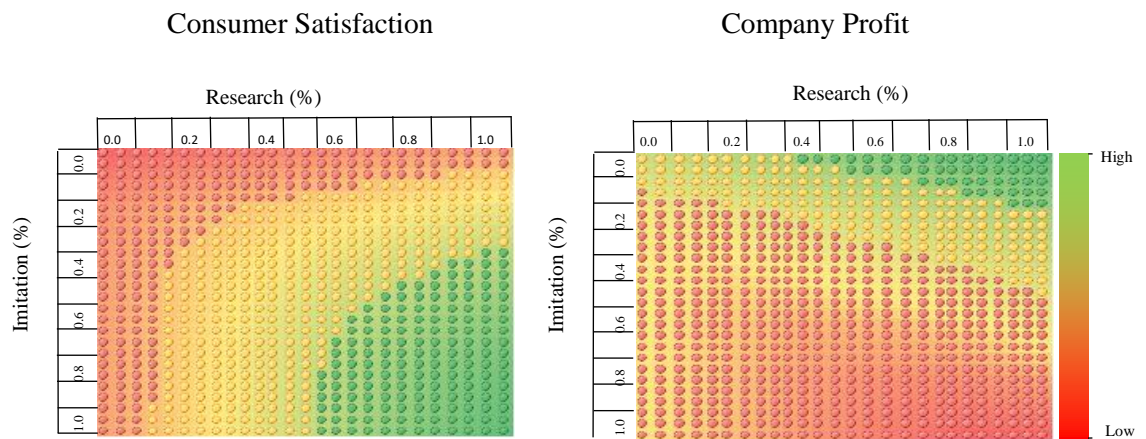 Consumer Satisfaction
Company Profit
Research (%)
Research (%)
0.0 0.2 0.4 0.6 0.8 1.0
0.0 0.2 0.4 0.6 0.8 1.0
Imitation (%)
0.0
0.2
0.4
0.6
0.8
1.0
Imitation (%)
0.0
0.2
0.4
0.6
0.8
1.0
High
Low